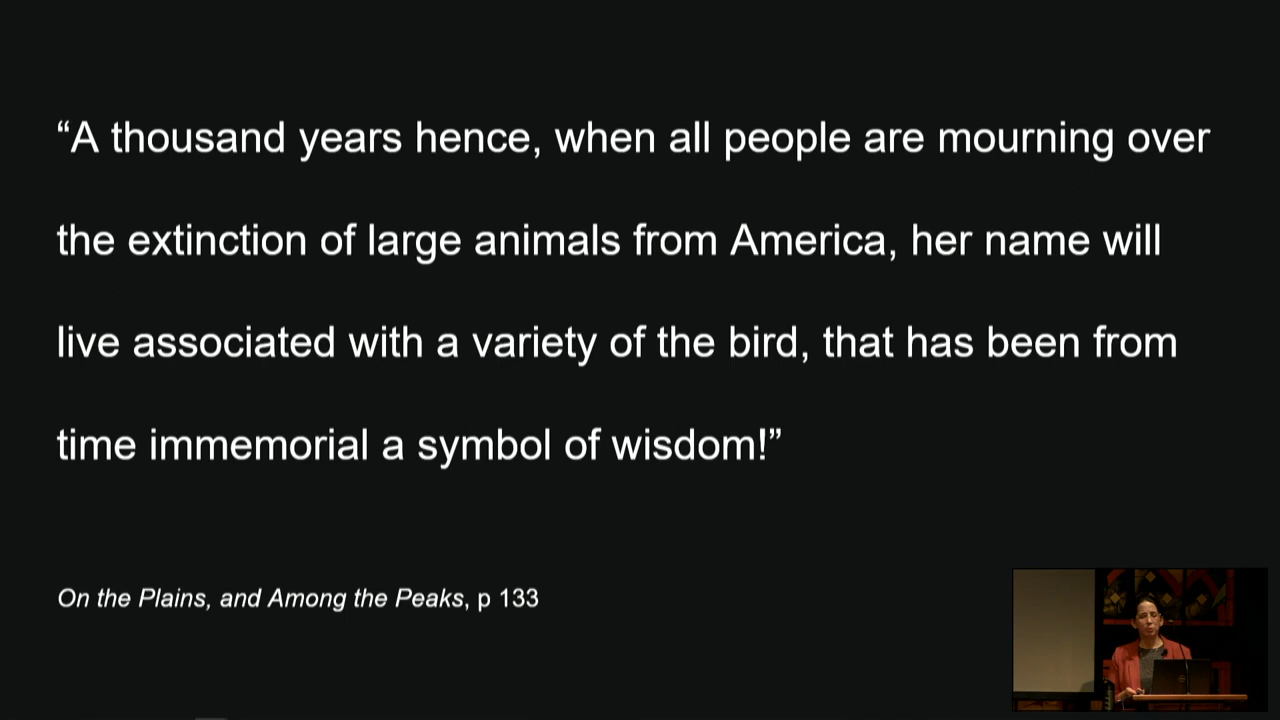 “A thousand years hence, when all people are mourning over
the extinction of large animals from America, her name will
live associated with a variety of the bird, that has been from
time immemorial a symbol of wisdom!”
On the Plains, and Among the Peaks, p 133